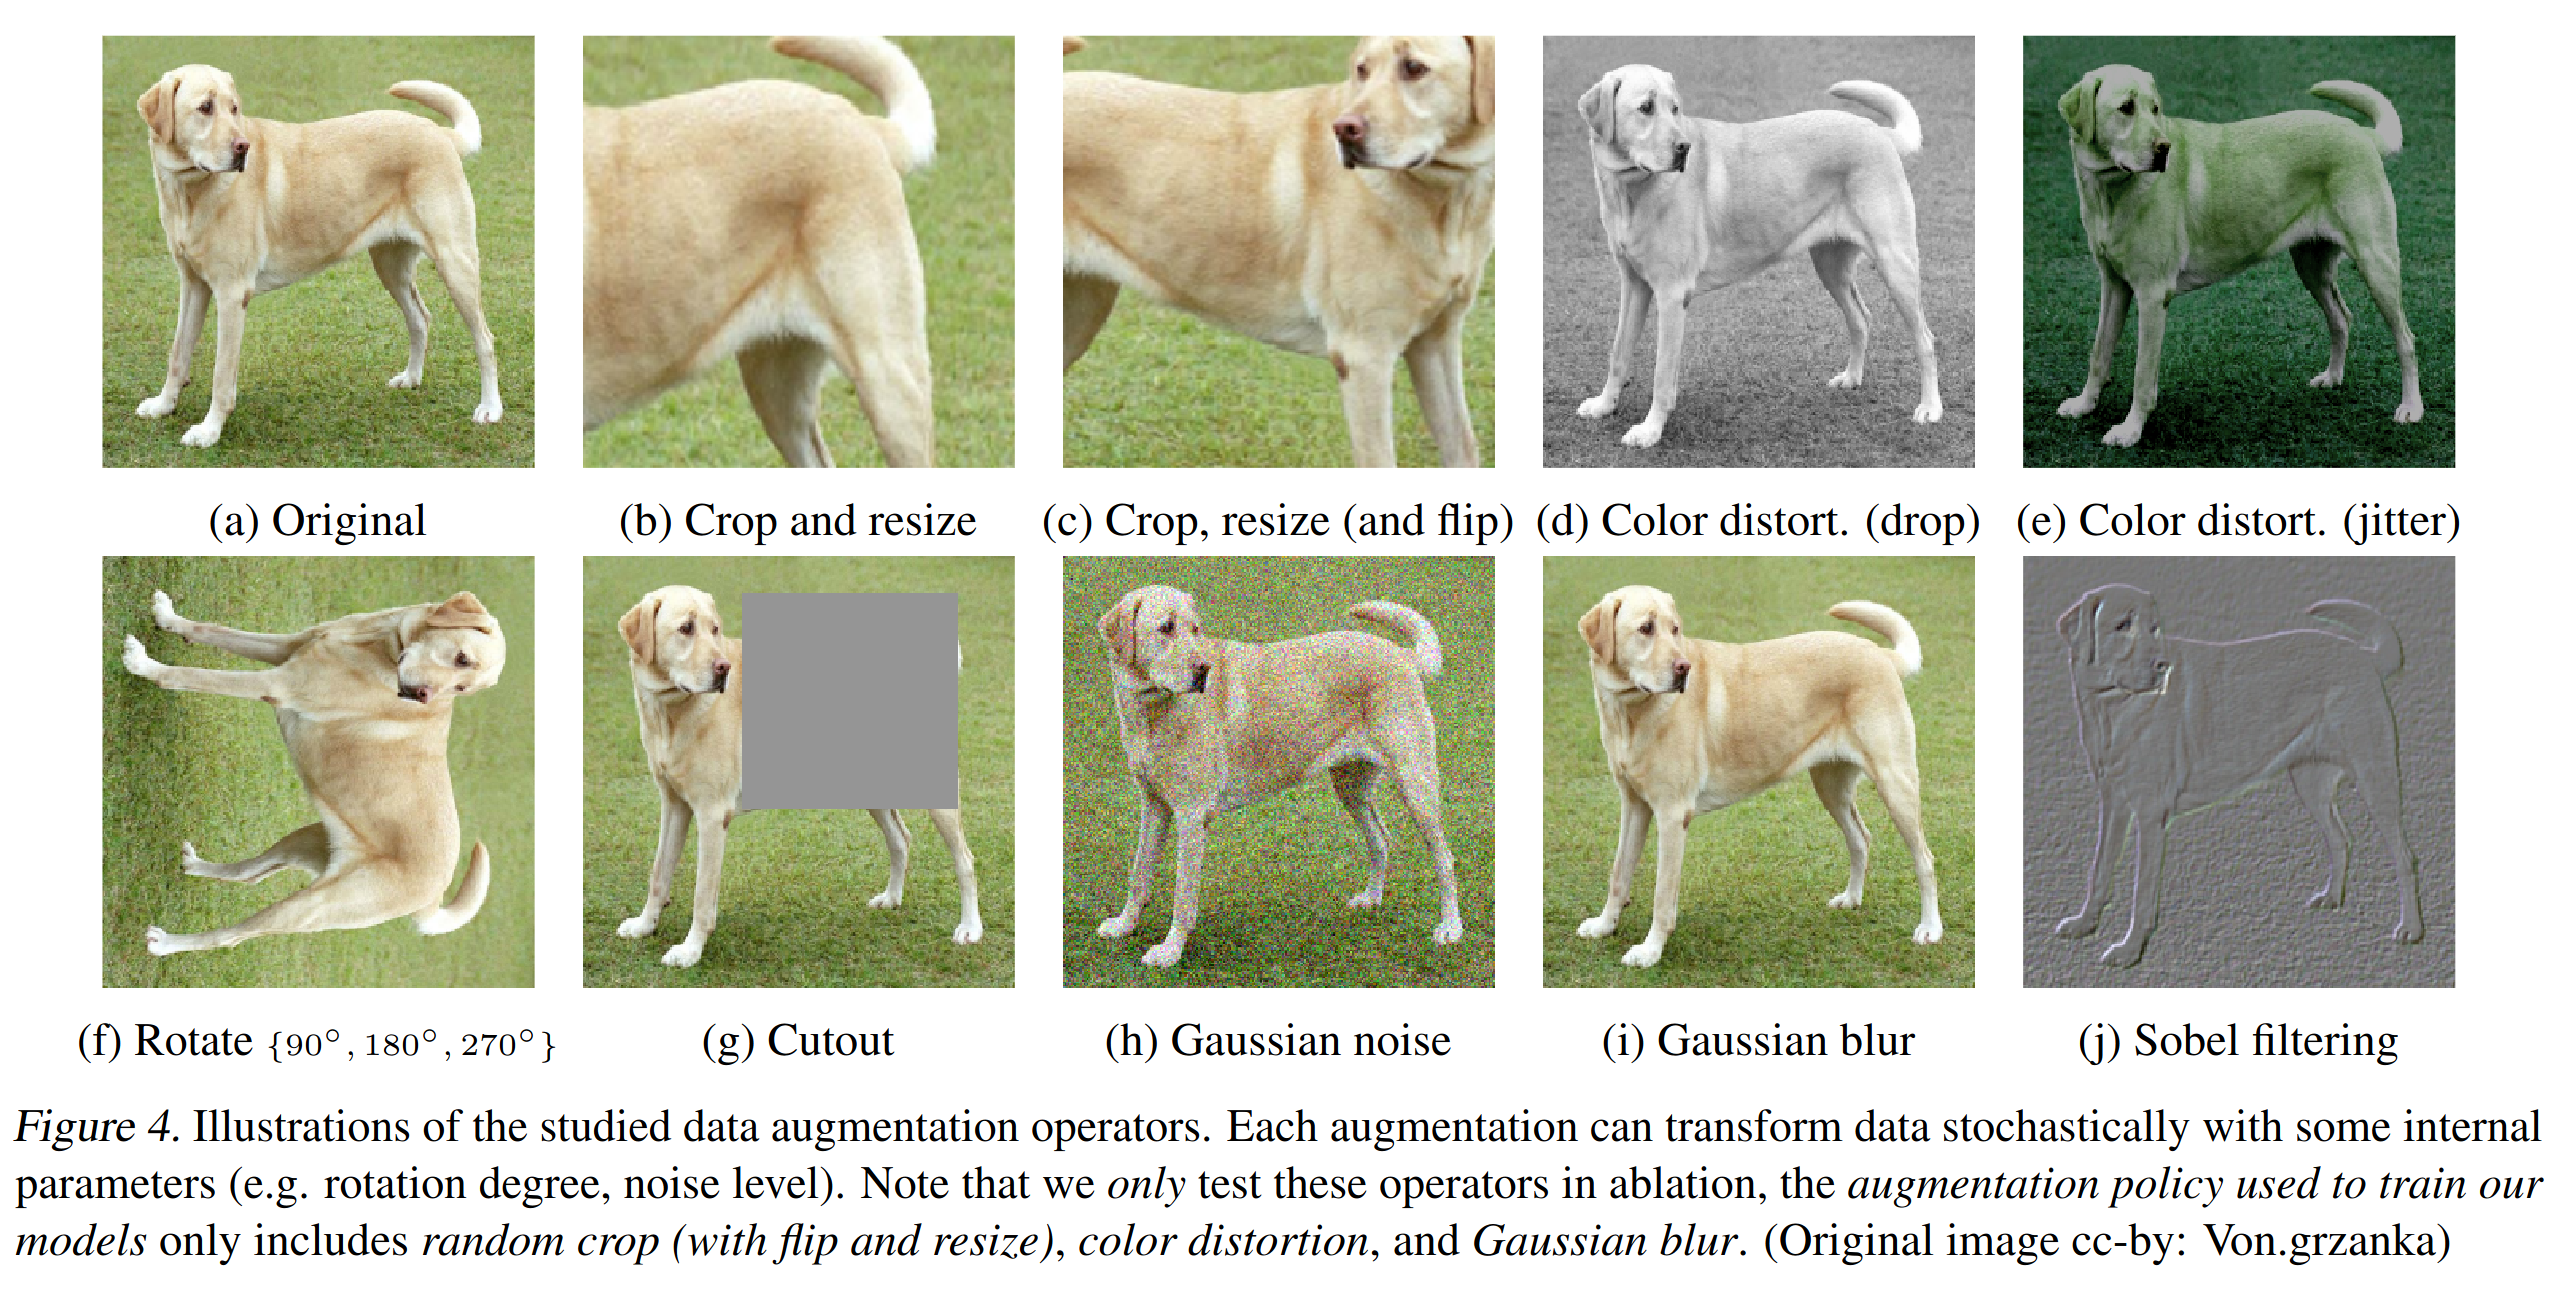 (a) Original (b) Crop and resize (c) Crop, resize (and flip) (d) Color distort. (drop) (e) Color distort. (jitter)
(f) Rotate {90°, 180°, 270°} (g) Cutout (h) Gaussian noise (i) Gaussian blur (j) Sobel filtering
Figure 4. Illustrations of the studied data augmentation operators. Each augmentation can transform data stochastically with some internal
parameters (e.g. rotation degree, noise level). Note that we only test these operators in ablation, the augmentation policy used to train our
models only includes random crop (with flip and resize), color distortion, and Gaussian blur. (Original image cc-by: Von.grzanka)